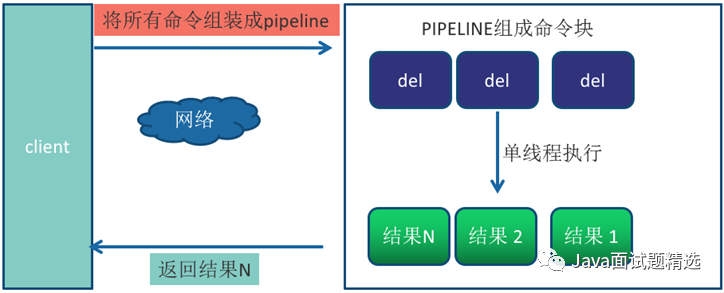 将所有命令组装成pipeline
client
网络
返回结果N
PIPELINE组成命令块
del
del
del
单线程执行
结果N
结果 2
结果 1
Java面试题精选